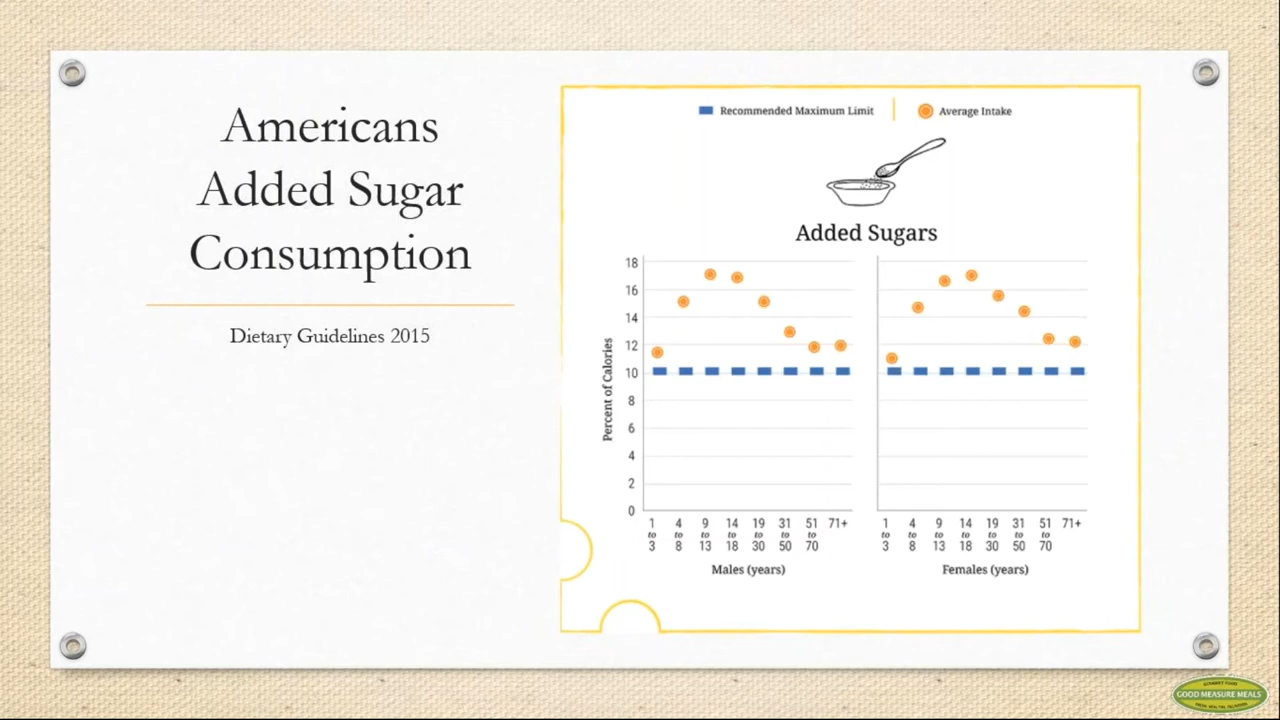 Americans
Added Sugar
Consumption
Dietary Guidelines 2015
Recommended Maximum Limit
Average Intake
Added Sugars
Percent of Calories
18
16
14
12
10
8
6
4
2
0
1 to 3
4 to 8
9 to 13
14 to 18
19 to 30
31 to 50
51 to 70
71+
Males (years)
1 to 3
4 to 8
9 to 13
14 to 18
19 to 30
31 to 50
51 to 70
71+
Females (years)
GOURMET FOOD
GOOD MEASURE MEALS